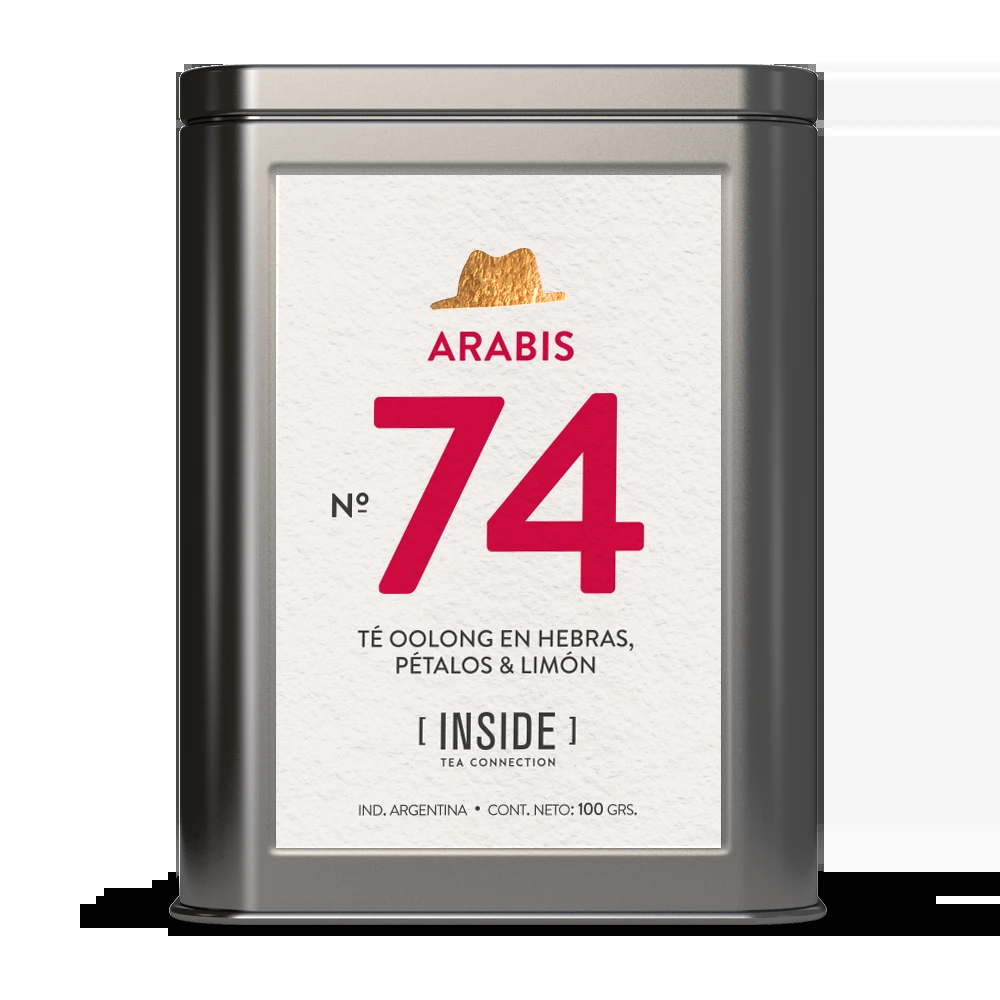 ARABIS
Nº 74
TÉ OOLONG EN HEBRAS,
PÉTALOS & LIMÓN
[ INSIDE ]
TEA CONNECTION
IND. ARGENTINA • CONT. NETO: 100 GRS.